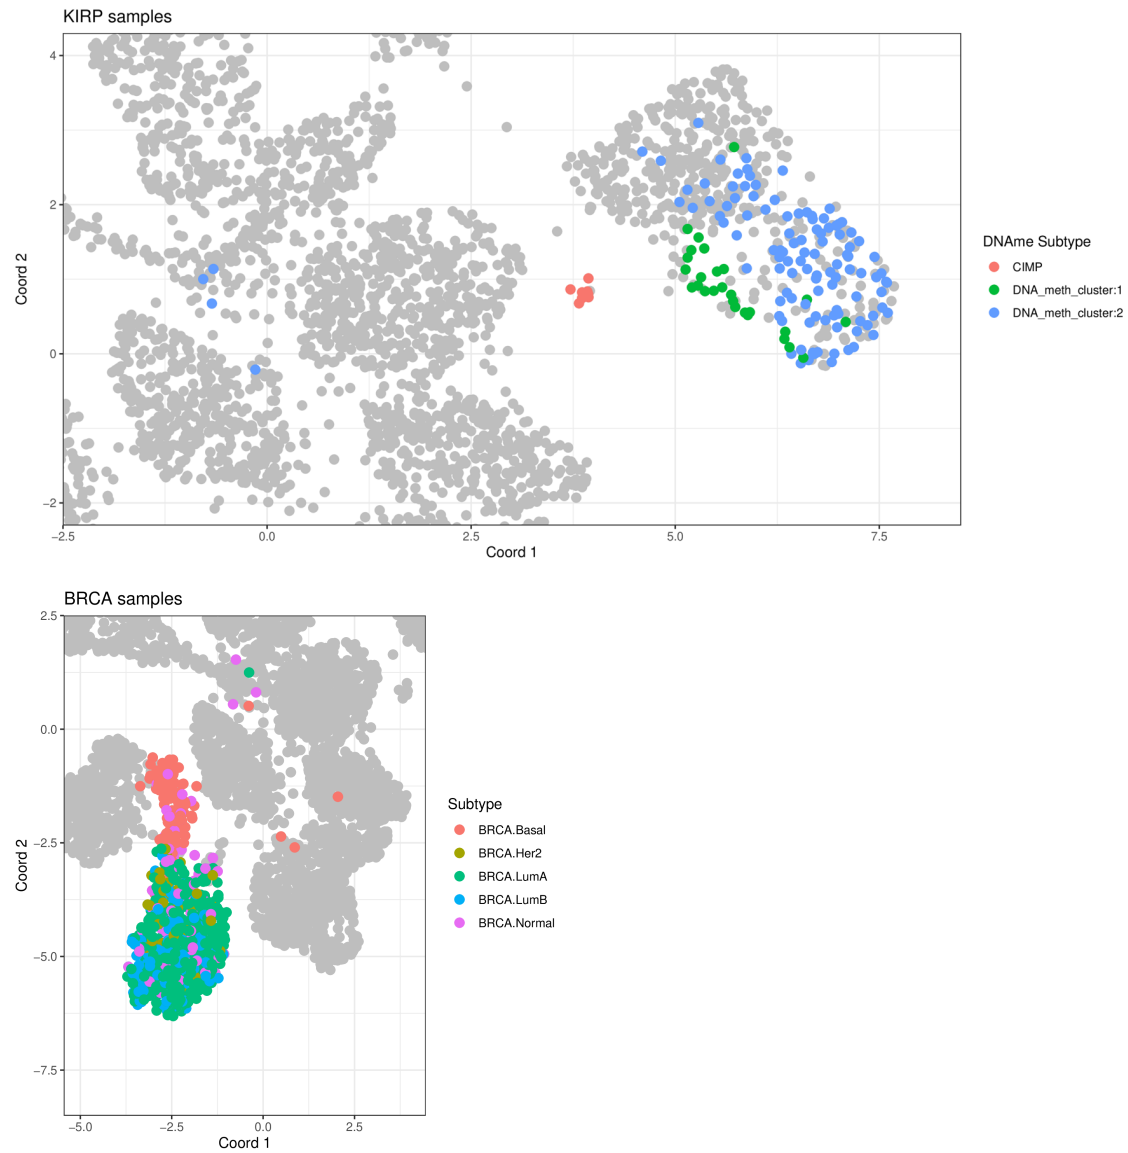 KIRP samples
4
2
0
−2
Coord 2
−2.5 0.0 2.5 5.0 7.5
Coord 1
DNAme Subtype
CIMP
DNA_meth_cluster:1
DNA_meth_cluster:2
BRCA samples
2.5
0.0
−2.5
−5.0
−7.5
Coord 2
−5.0 −2.5 0.0 2.5
Coord 1
Subtype
BRCA.Basal
BRCA.Her2
BRCA.LumA
BRCA.LumB
BRCA.Normal